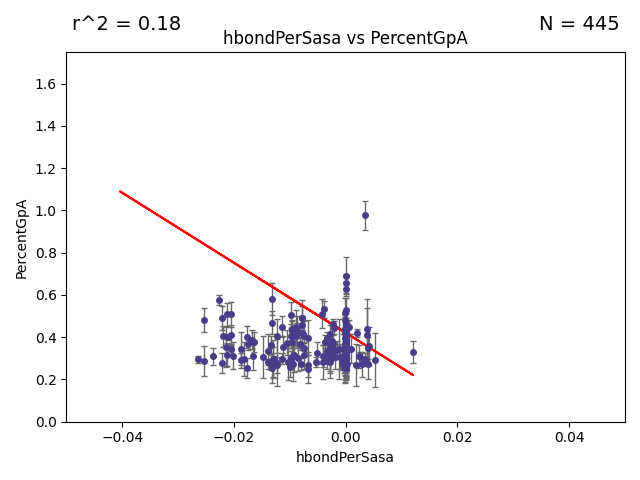 r^2 = 0.18
N = 445
hbondPerSasa vs PercentGpA
1.6
1.4
1.2
1.0
0.8
0.6
0.4
0.2
0.0
PercentGpA
−0.04
−0.02
0.00
0.02
0.04
hbondPerSasa